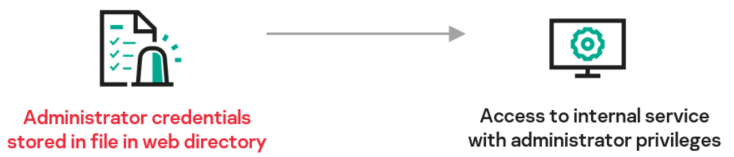 Administrator credentials
stored in file in web directory
Access to internal service
with administrator privileges